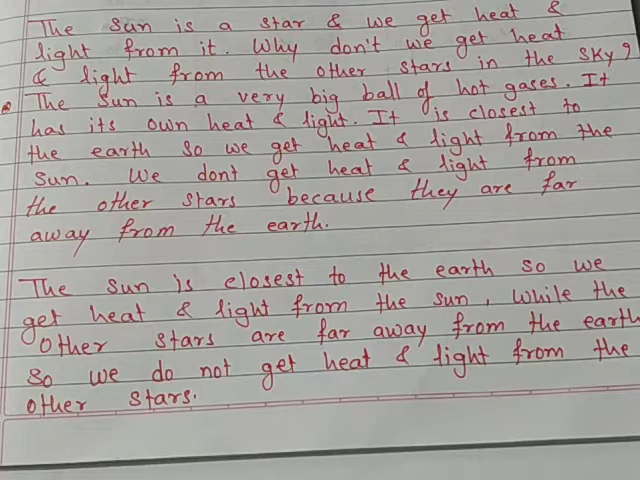 The sun is a star & we get heat &
light from it. Why don't we get heat
& light from the other stars in the sky?
The sun is a very big ball of hot gases. It
has its own heat & light. It is closest to
the earth so we get heat & light from the
sun. We dont get heat & light from
the other stars because they are far
away from the earth.
The sun is closest to the earth so we
get heat & light from the sun, while the
other stars are far away from the earth
so we do not get heat & light from the
other stars.